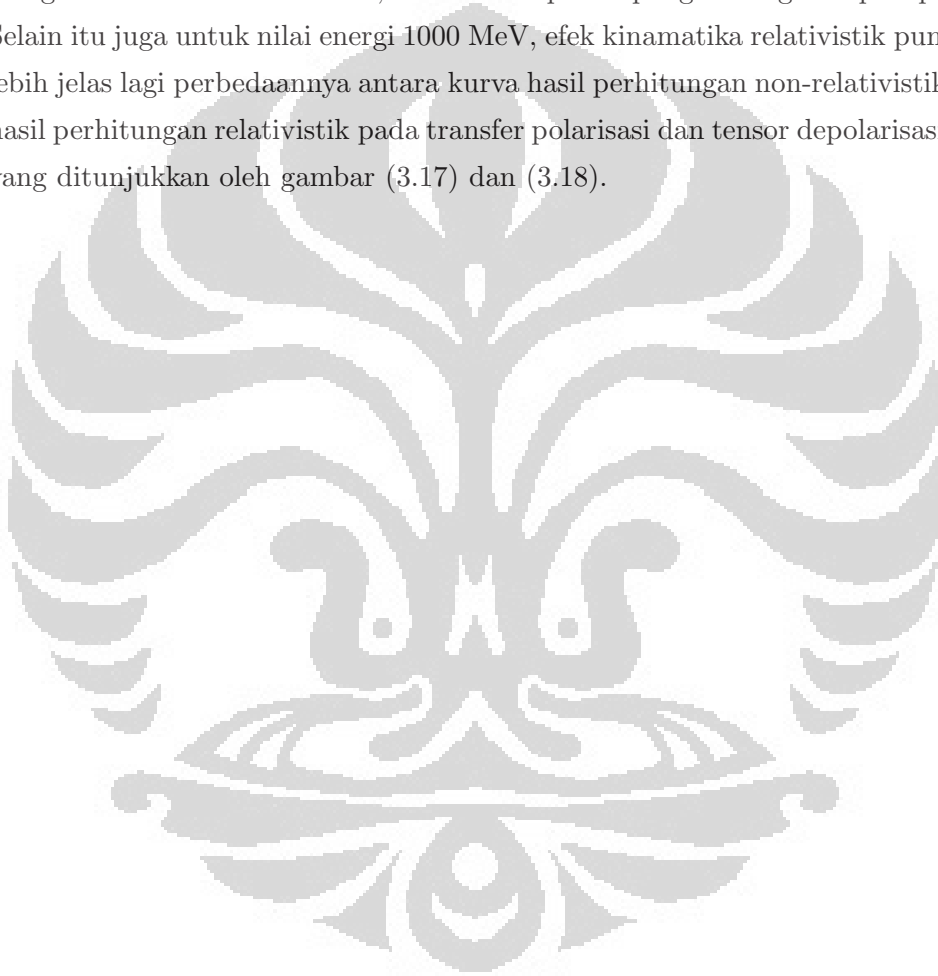 Selain itu juga untuk nilai energi 1000 MeV, efek kinamatika relativistik pun
lebih jelas lagi perbedaannya antara kurva hasil perhitungan non-relativistik
hasil perhitungan relativistik pada transfer polarisasi dan tensor depolarisas
yang ditunjukkan oleh gambar (3.17) dan (3.18).